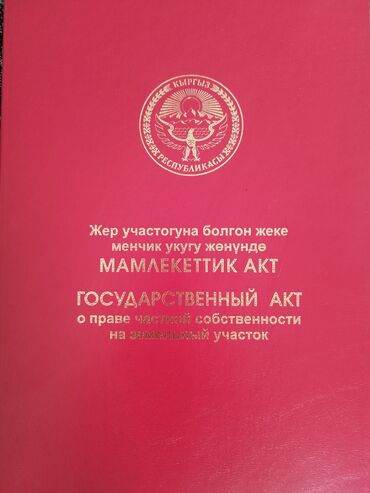 КЫРГЫЗ
РЕСПУБЛИКАСЫ
Жер участогуна болгон жеке
менчик укугу жөнүндө
МАМЛЕКЕТТИК АКТ
ГОСУДАРСТВЕННЫЙ АКТ
о праве частной собственности
на земельный участок